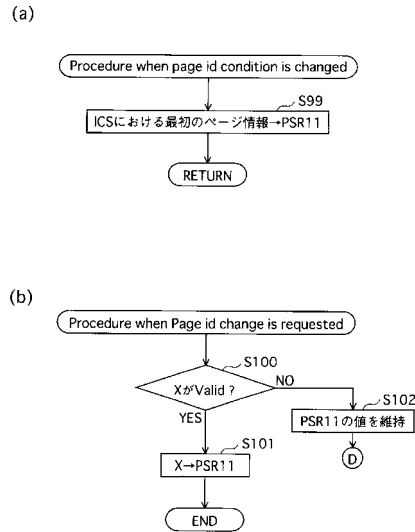 (a)
Procedure when page id condition is changed
S99
ICSにおける最初のページ情報→PSR11
RETURN
(b)
Procedure when Page id change is requested
S100
XがValid ?
NO
YES
S102
PSR11の値を維持
S101
X→PSR11
D
END